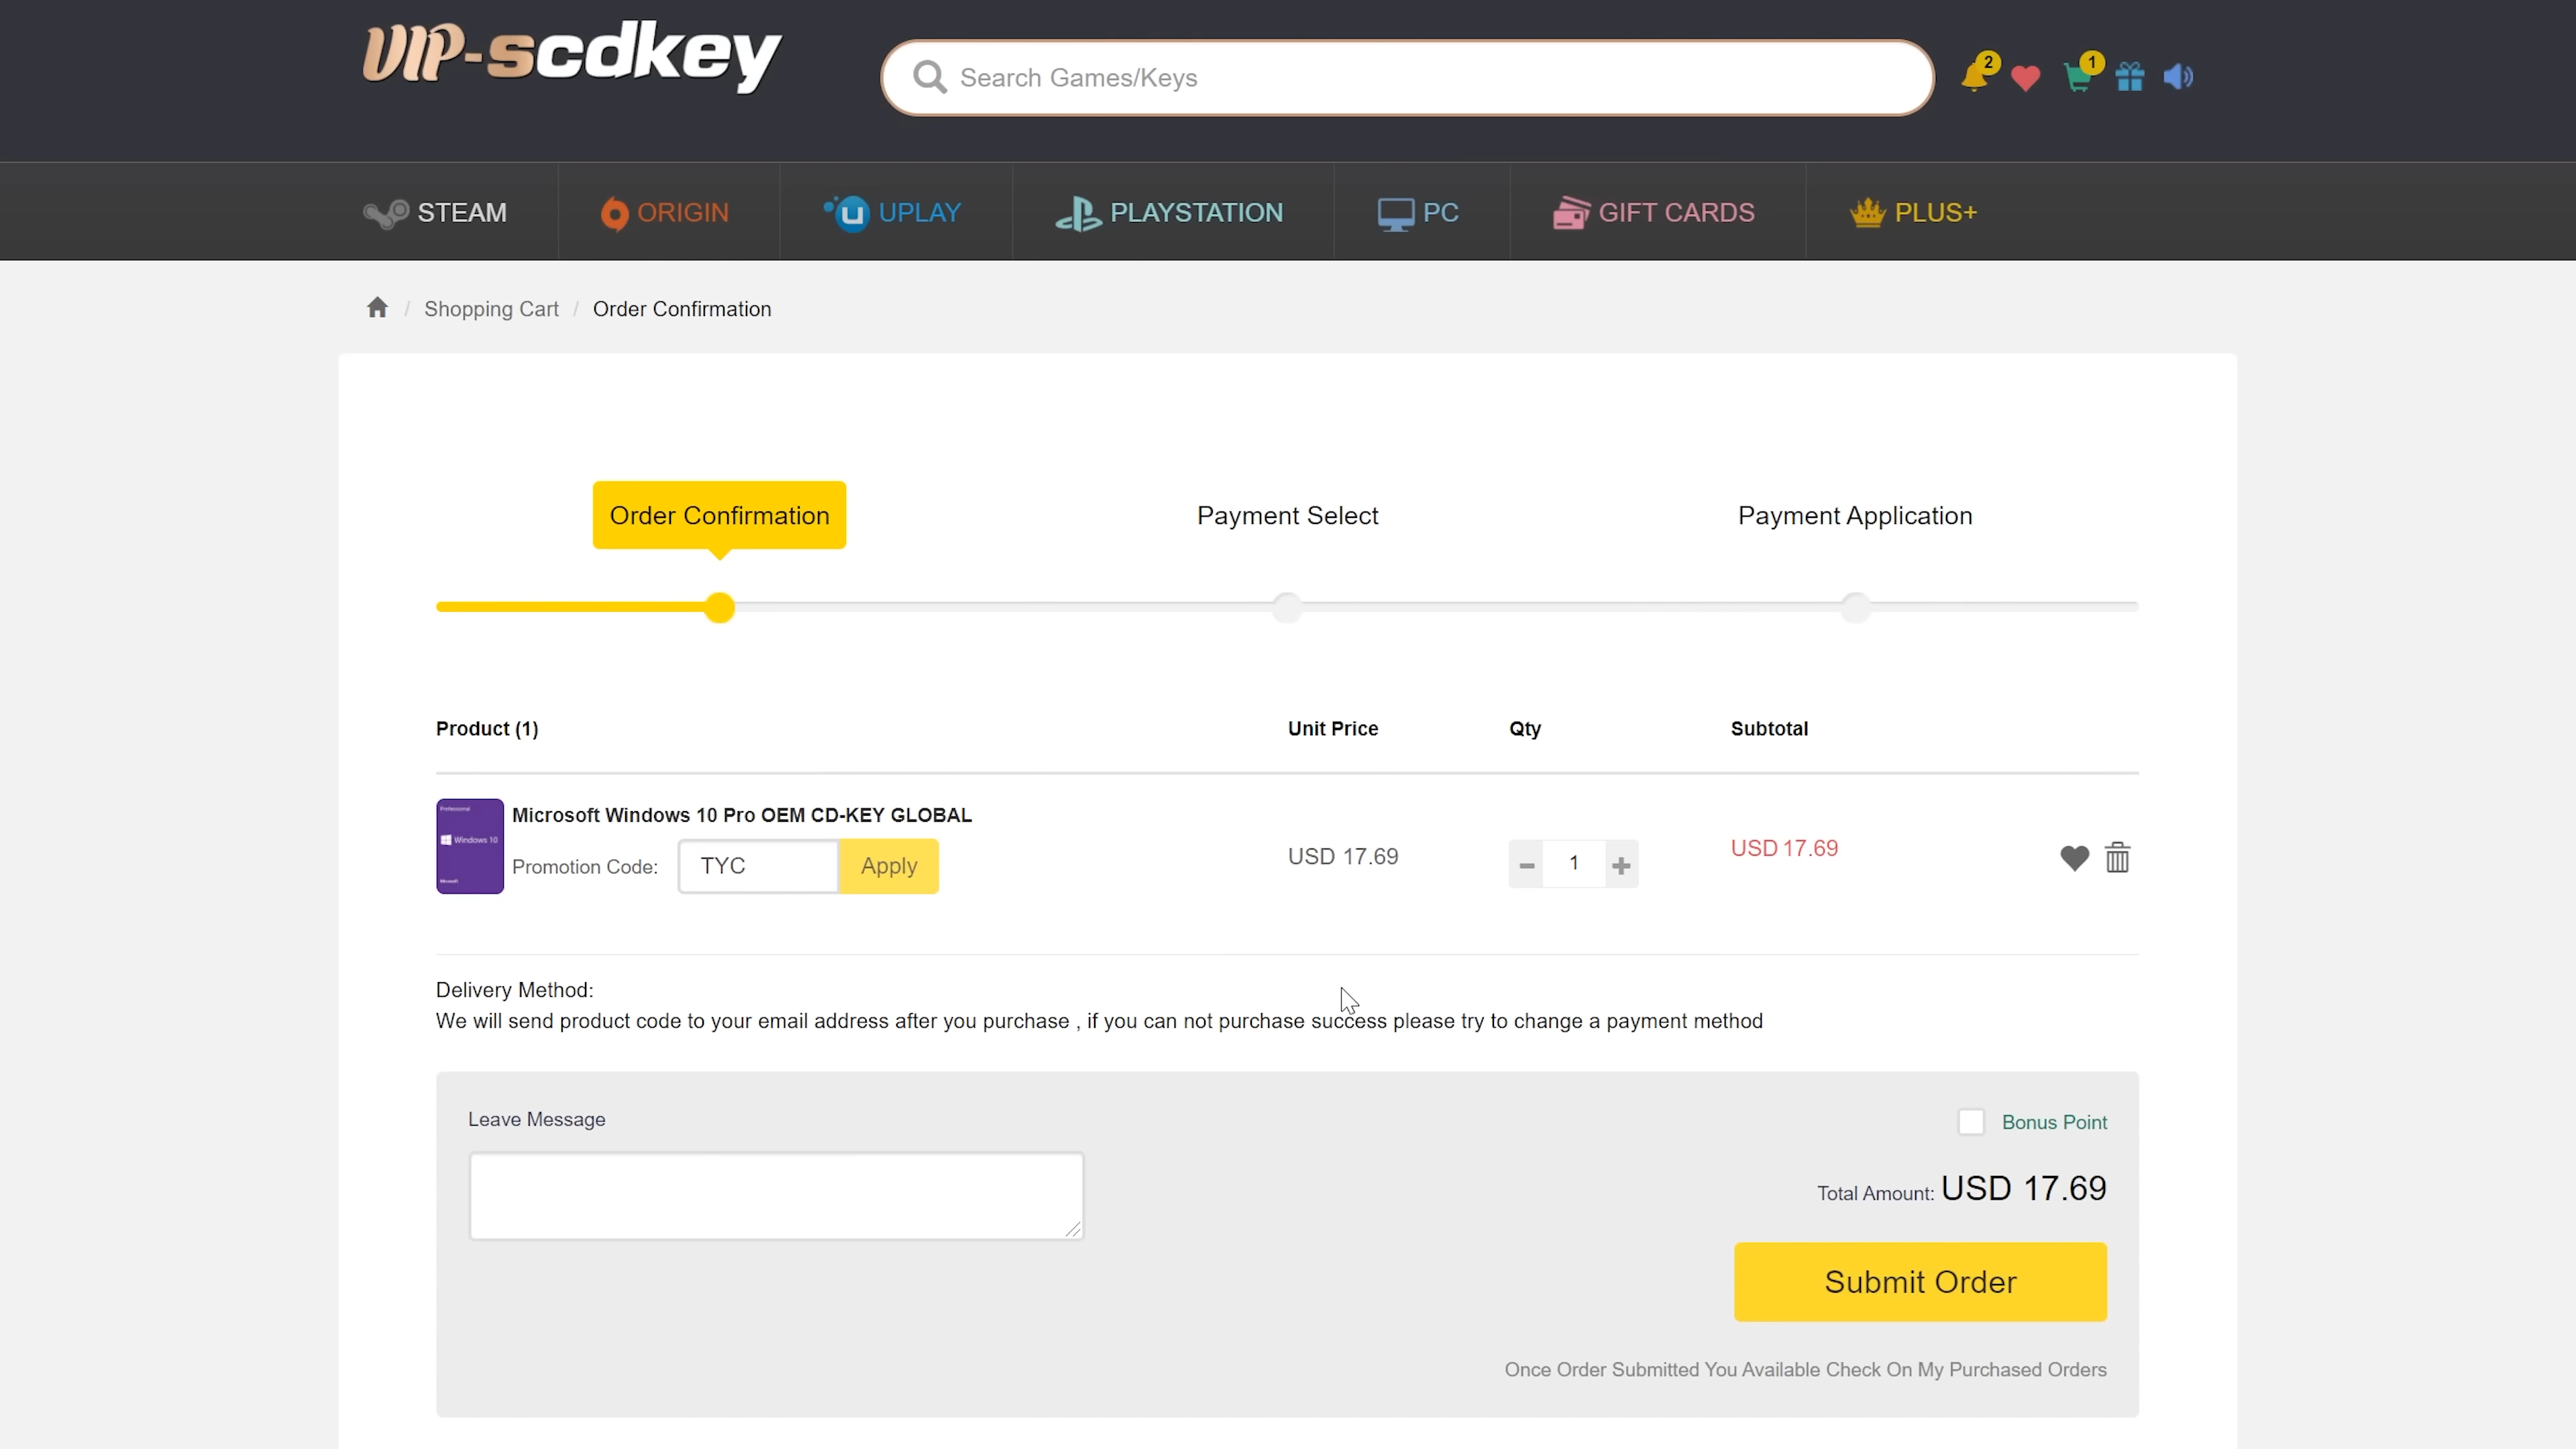 VIP-scdkey
Search Games/Keys
2
1
STEAM
ORIGIN
UPLAY
PLAYSTATION
PC
GIFT CARDS
PLUS+
/ Shopping Cart / Order Confirmation
Order Confirmation
Payment Select
Payment Application
Product (1)
Unit Price
Qty
Subtotal
Professional
Windows 10
Microsoft
Microsoft Windows 10 Pro OEM CD-KEY GLOBAL
Promotion Code:
TYC
Apply
USD 17.69
1
USD 17.69
Delivery Method:
We will send product code to your email address after you purchase , if you can not purchase success please try to change a payment method
Leave Message
Bonus Point
Total Amount: USD 17.69
Submit Order
Once Order Submitted You Available Check On My Purchased Orders